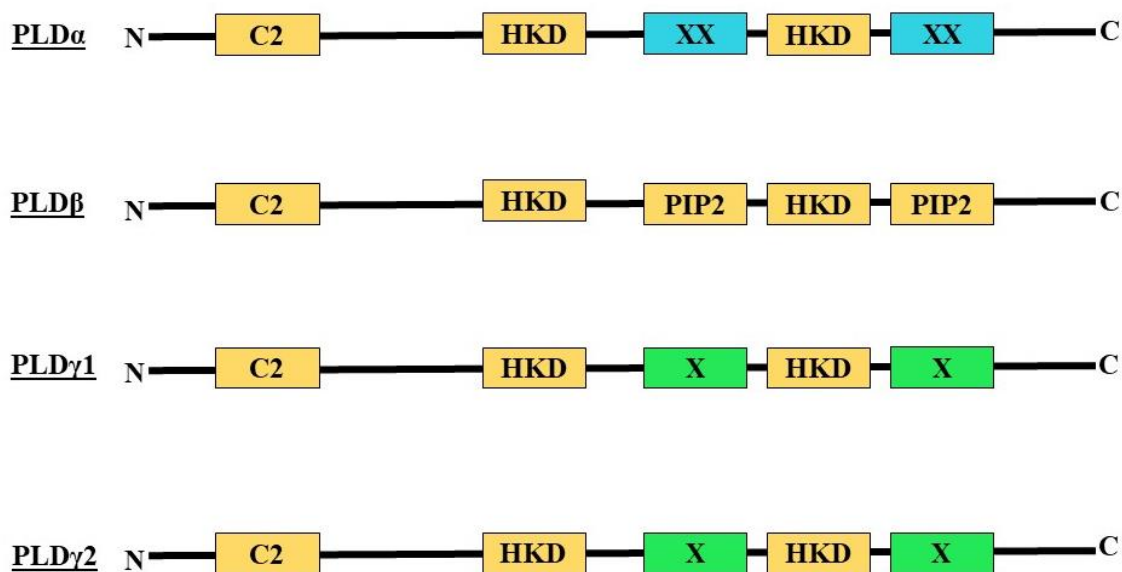 PLDα N C2 HKD XX HKD XX C
PLDβ N C2 HKD PIP2 HKD PIP2 C
PLDγ1 N C2 HKD X HKD X C
PLDγ2 N C2 HKD X HKD X C